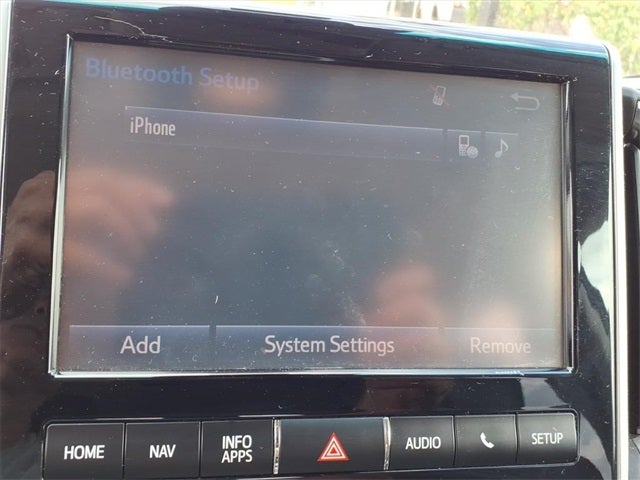 Bluetooth Setup
iPhone
Add System Settings Remove
HOME NAV INFO APPS AUDIO SETUP